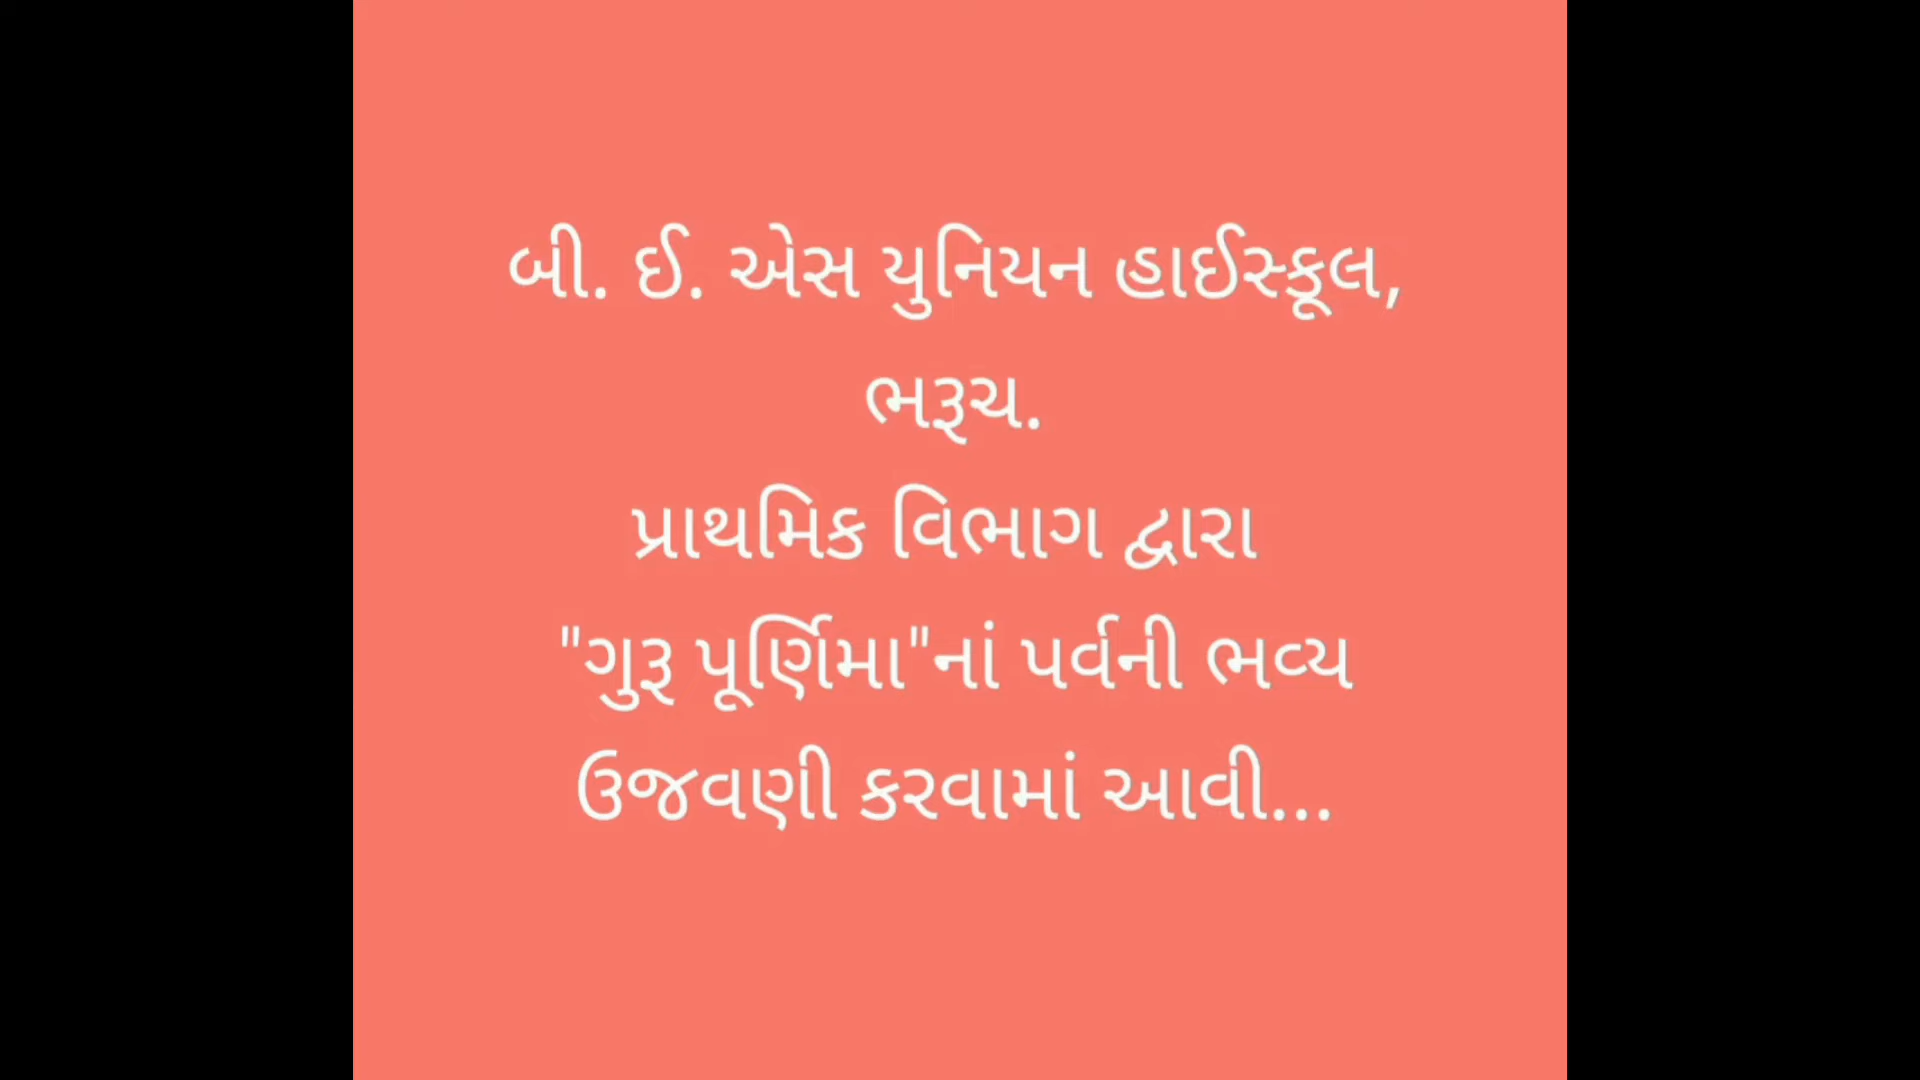 બી. ઈ. એસ યુનિયન હાઈસ્કૂલ,
ભરૂચ.
પ્રાથમિક વિભાગ દ્વારા
"ગુરૂ પૂર્ણિમા"નાં પર્વની ભવ્ય
ઉજવણી કરવામાં આવી...